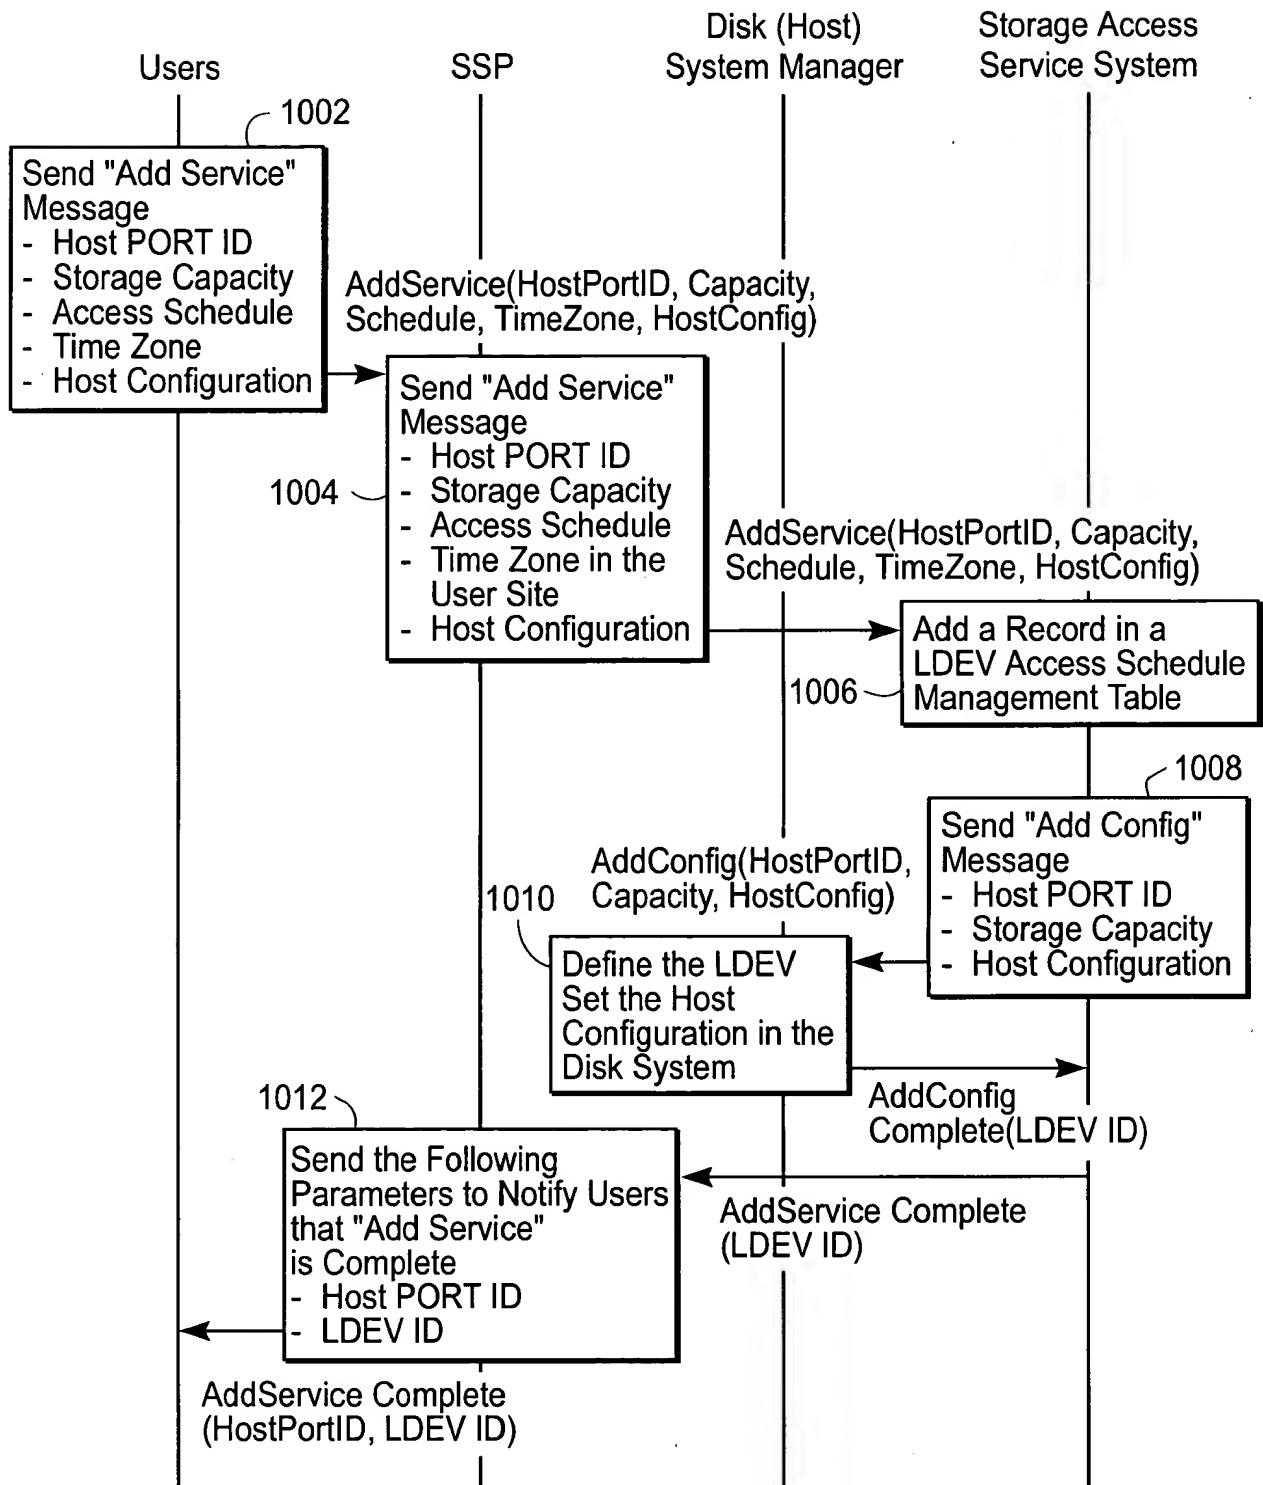 Users
SSP
Disk (Host)
System Manager
Storage Access
Service System
1002
Send "Add Service"
Message
- Host PORT ID
- Storage Capacity
- Access Schedule
- Time Zone
- Host Configuration
AddService(HostPortID, Capacity,
Schedule, TimeZone, HostConfig)
1004
Send "Add Service"
Message
- Host PORT ID
- Storage Capacity
- Access Schedule
- Time Zone in the
User Site
- Host Configuration
AddService(HostPortID, Capacity,
Schedule, TimeZone, HostConfig)
1006
Add a Record in a
LDEV Access Schedule
Management Table
1008
Send "Add Config"
Message
- Host PORT ID
- Storage Capacity
- Host Configuration
AddConfig(HostPortID,
Capacity, HostConfig)
1010
Define the LDEV
Set the Host
Configuration in the
Disk System
AddConfig
Complete(LDEV ID)
1012
Send the Following
Parameters to Notify Users
that "Add Service"
is Complete
- Host PORT ID
- LDEV ID
AddService Complete
(LDEV ID)
AddService Complete
(HostPortID, LDEV ID)